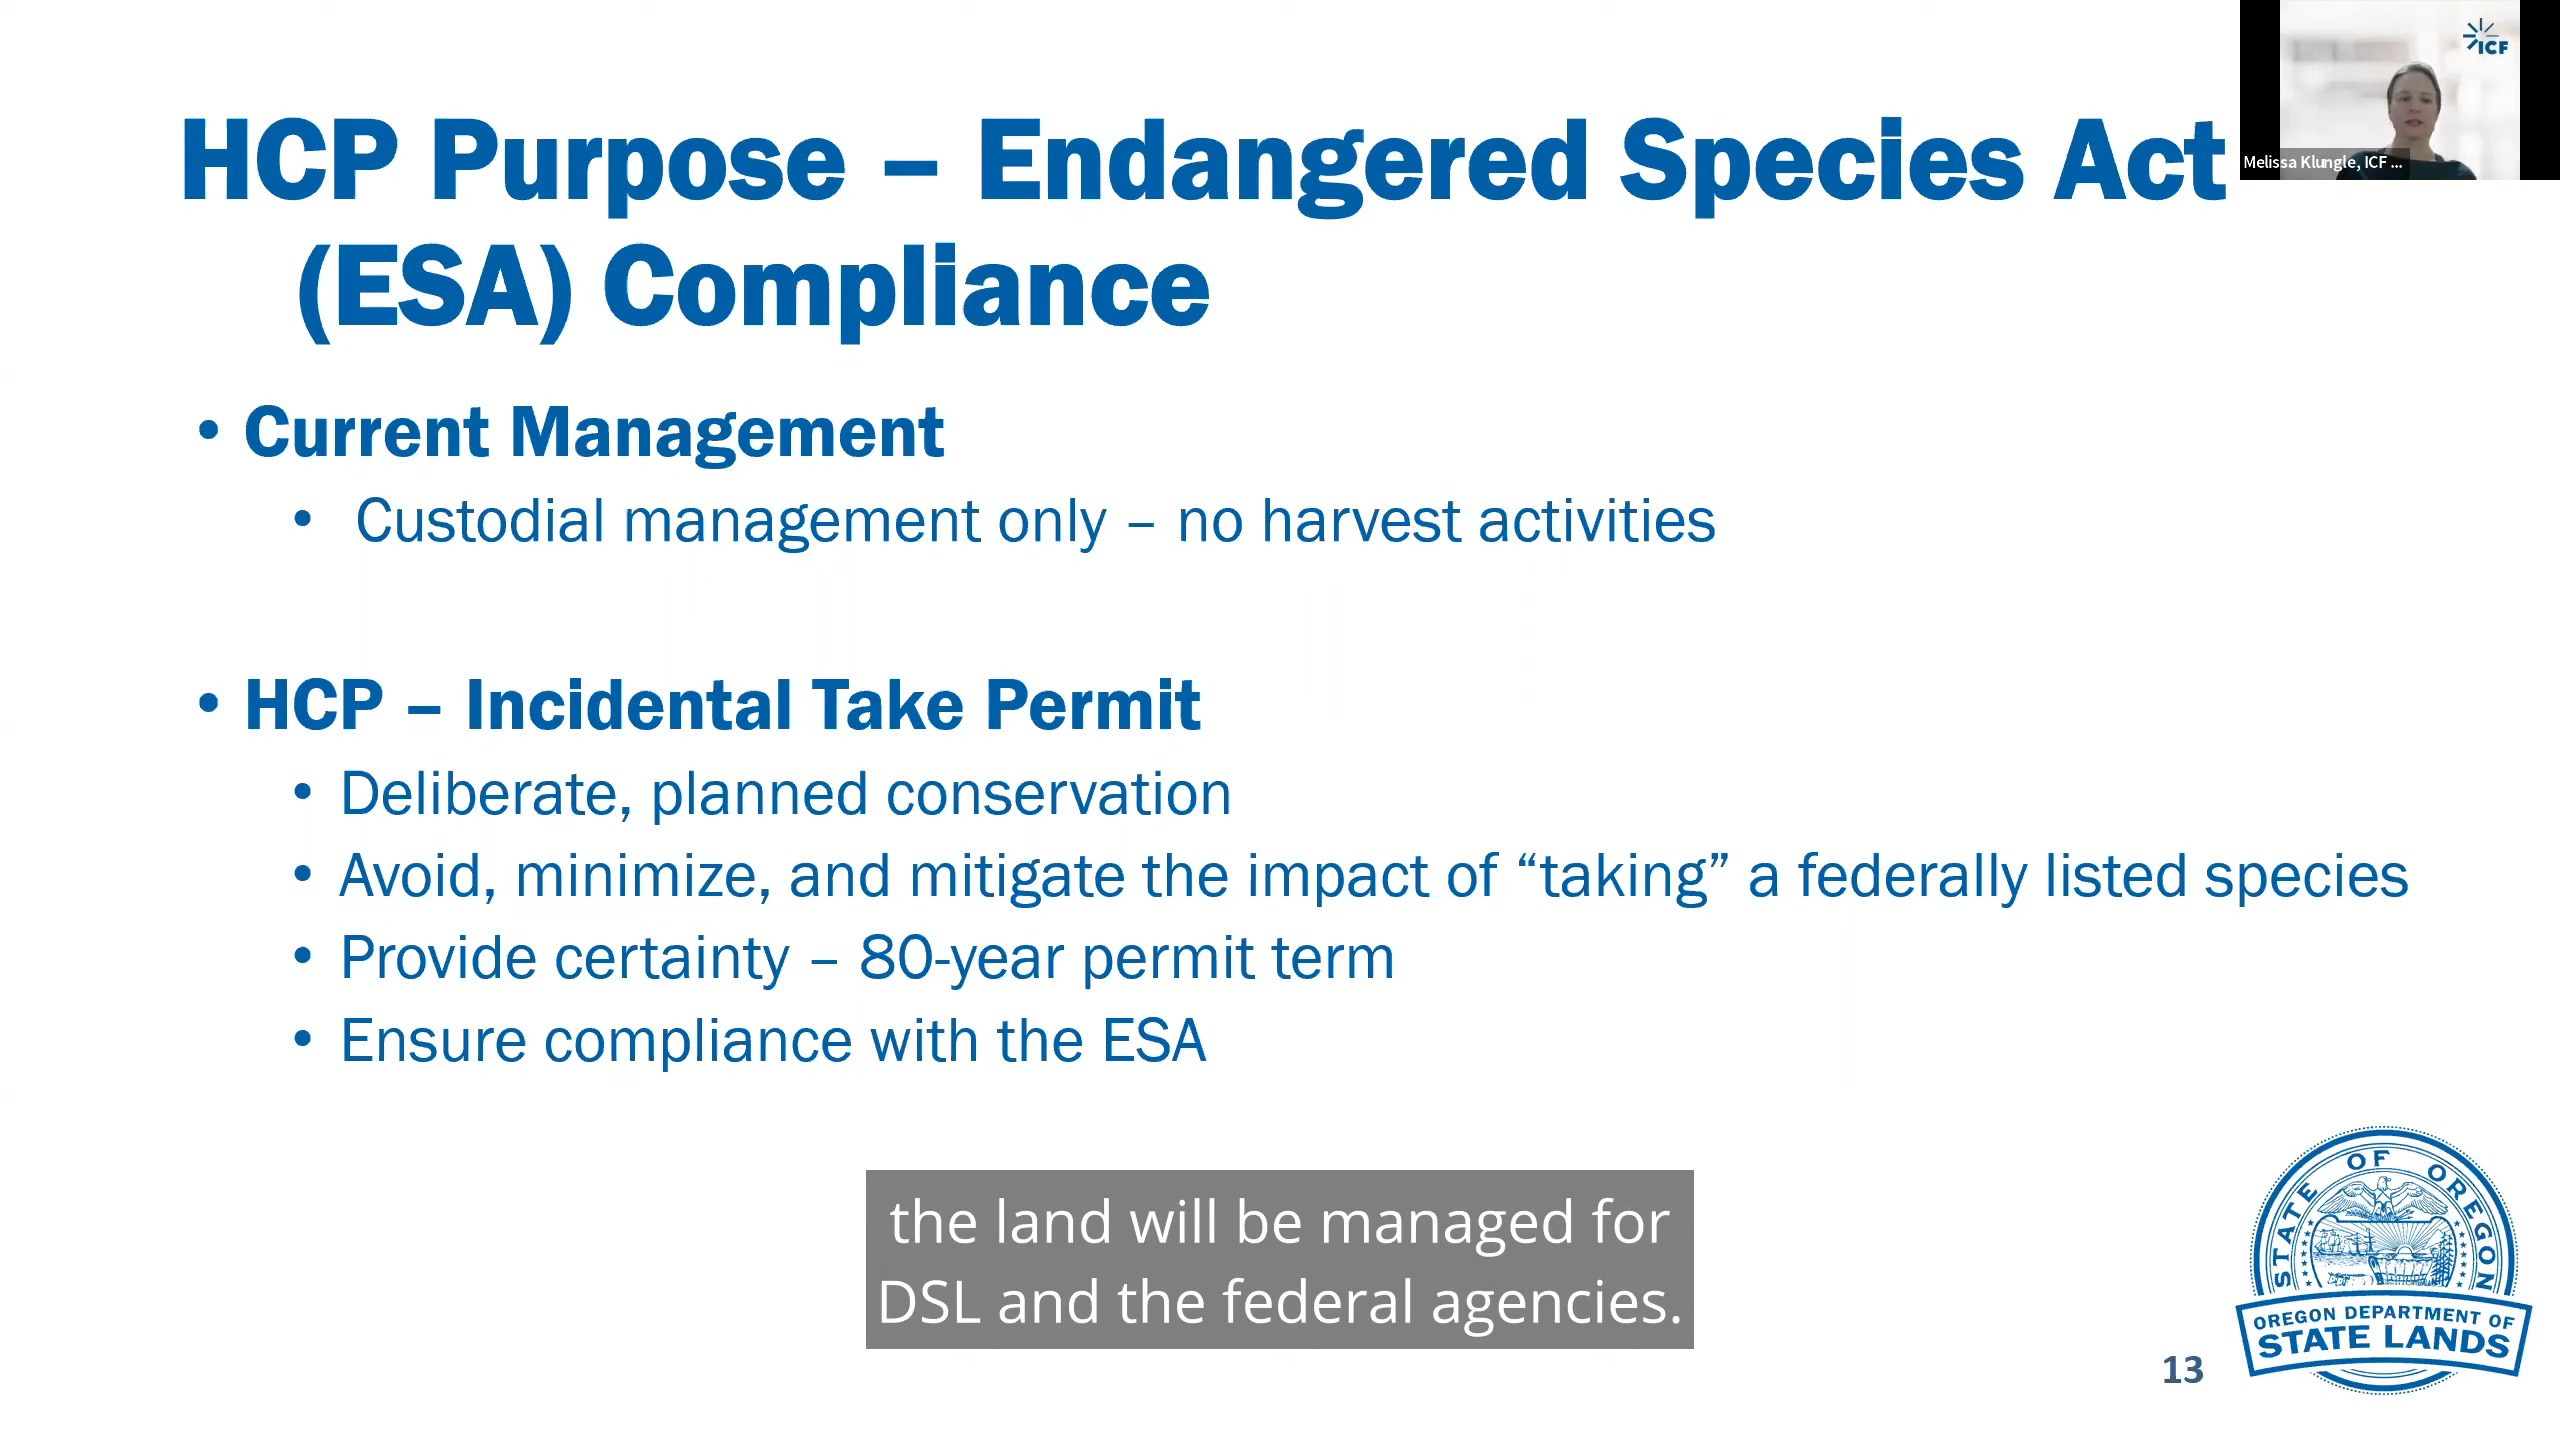 ICF
Melissa Klungle, ICF ...
HCP Purpose – Endangered Species Act
(ESA) Compliance
• Current Management
• Custodial management only – no harvest activities
• HCP – Incidental Take Permit
• Deliberate, planned conservation
• Avoid, minimize, and mitigate the impact of “taking” a federally listed species
• Provide certainty – 80-year permit term
• Ensure compliance with the ESA
the land will be managed for
DSL and the federal agencies.
STATE OF OREGON
OREGON DEPARTMENT OF
STATE LANDS
13